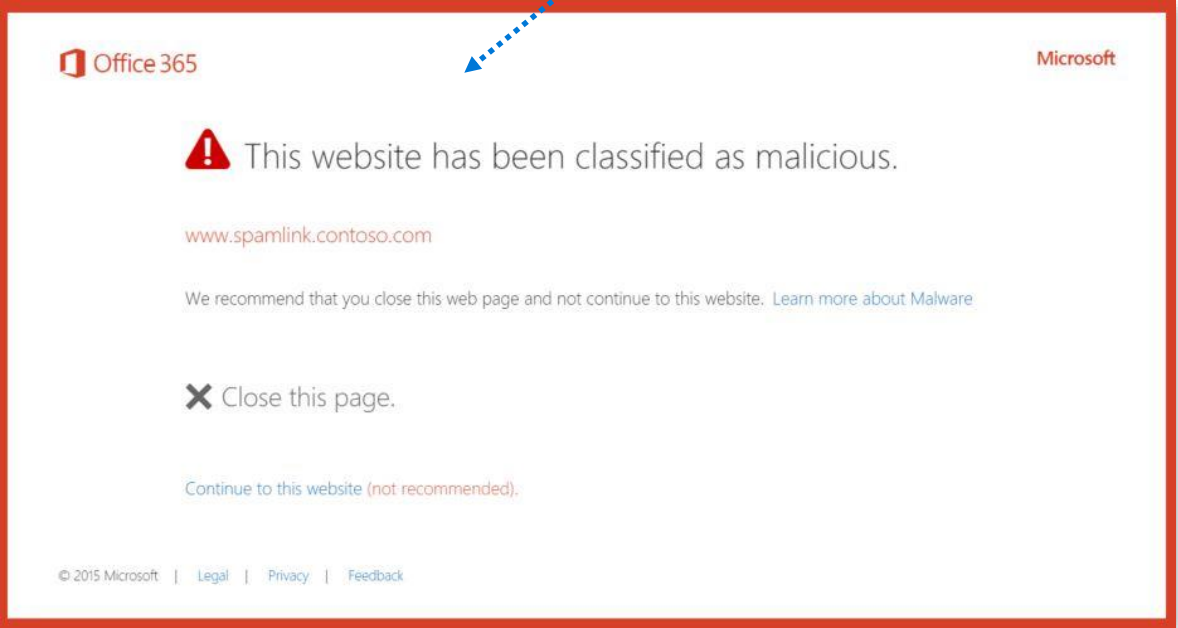 Office 365
Microsoft
This website has been classified as malicious.
www.spamlink.contoso.com
We recommend that you close this web page and not continue to this website. Learn more about Malware
Close this page.
Continue to this website (not recommended).
© 2015 Microsoft | Legal | Privacy | Feedback